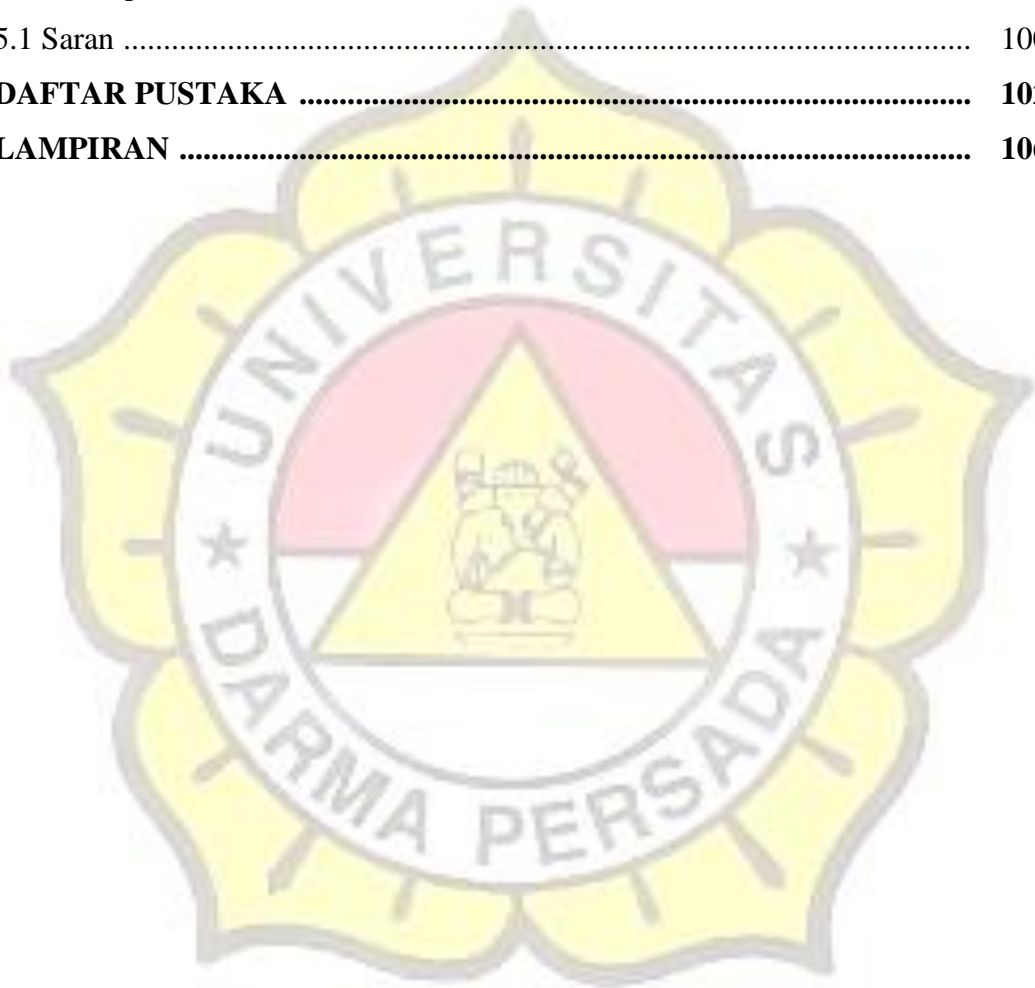 5.1 Saran ........................................................................................................ 10
DAFTAR PUSTAKA ...................................................................................... 10
LAMPIRAN ..................................................................................................... 10
UNIVERSITAS
★ DARMA PERSADA ★